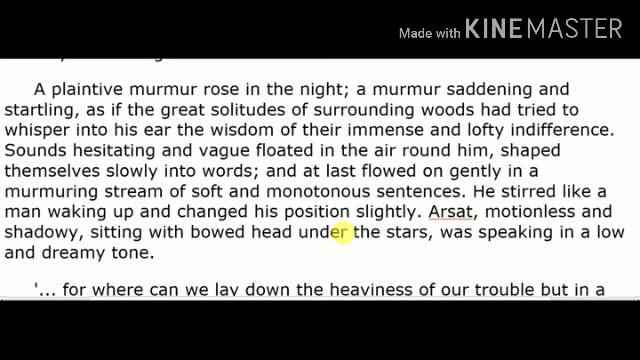 Made with KINEMASTER
A plaintive murmur rose in the night; a murmur saddening and
startling, as if the great solitudes of surrounding woods had tried to
whisper into his ear the wisdom of their immense and lofty indifference.
Sounds hesitating and vague floated in the air round him, shaped
themselves slowly into words; and at last flowed on gently in a
murmuring stream of soft and monotonous sentences. He stirred like a
man waking up and changed his position slightly. Arsat, motionless and
shadowy, sitting with bowed head under the stars, was speaking in a low
and dreamy tone.
'... for where can we lay down the heaviness of our trouble but in a